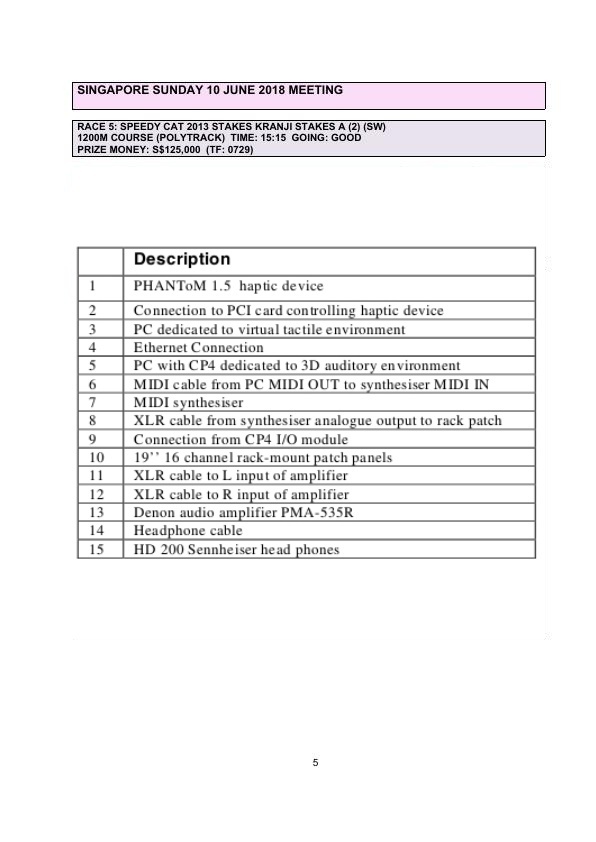 SINGAPORE SUNDAY 10 JUNE 2018 MEETING
RACE 5: SPEEDY CAT 2013 STAKES KRANJI STAKES A (2) (SW)
1200M COURSE (POLYTRACK) TIME: 15:15 GOING: GOOD
PRIZE MONEY: S$125,000 (TF: 0729)
Description
1 PHANToM 1.5 haptic device
2 Connection to PCI card controlling haptic device
3 PC dedicated to virtual tactile environment
4 Ethernet Connection
5 PC with CP4 dedicated to 3D auditory environment
6 MIDI cable from PC MIDI OUT to synthesiser MIDI IN
7 MIDI synthesiser
8 XLR cable from synthesiser analogue output to rack patch
9 Connection from CP4 I/O module
10 19’’ 16 channel rack-mount patch panels
11 XLR cable to L input of amplifier
12 XLR cable to R input of amplifier
13 Denon audio amplifier PMA-535R
14 Headphone cable
15 HD 200 Sennheiser head phones
5